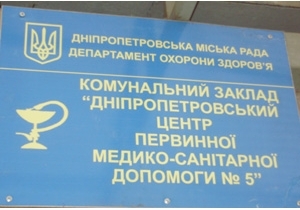 ДНІПРОПЕТРОВСЬКА МІСЬКА РАДА
ДЕПАРТАМЕНТ ОХОРОНИ ЗДОРОВ'Я
КОМУНАЛЬНИЙ ЗАКЛАД
"ДНІПРОПЕТРОВСЬКИЙ
ЦЕНТР
ПЕРВИННОЇ
МЕДИКО-САНІТАРНОЇ
ДОПОМОГИ № 5"